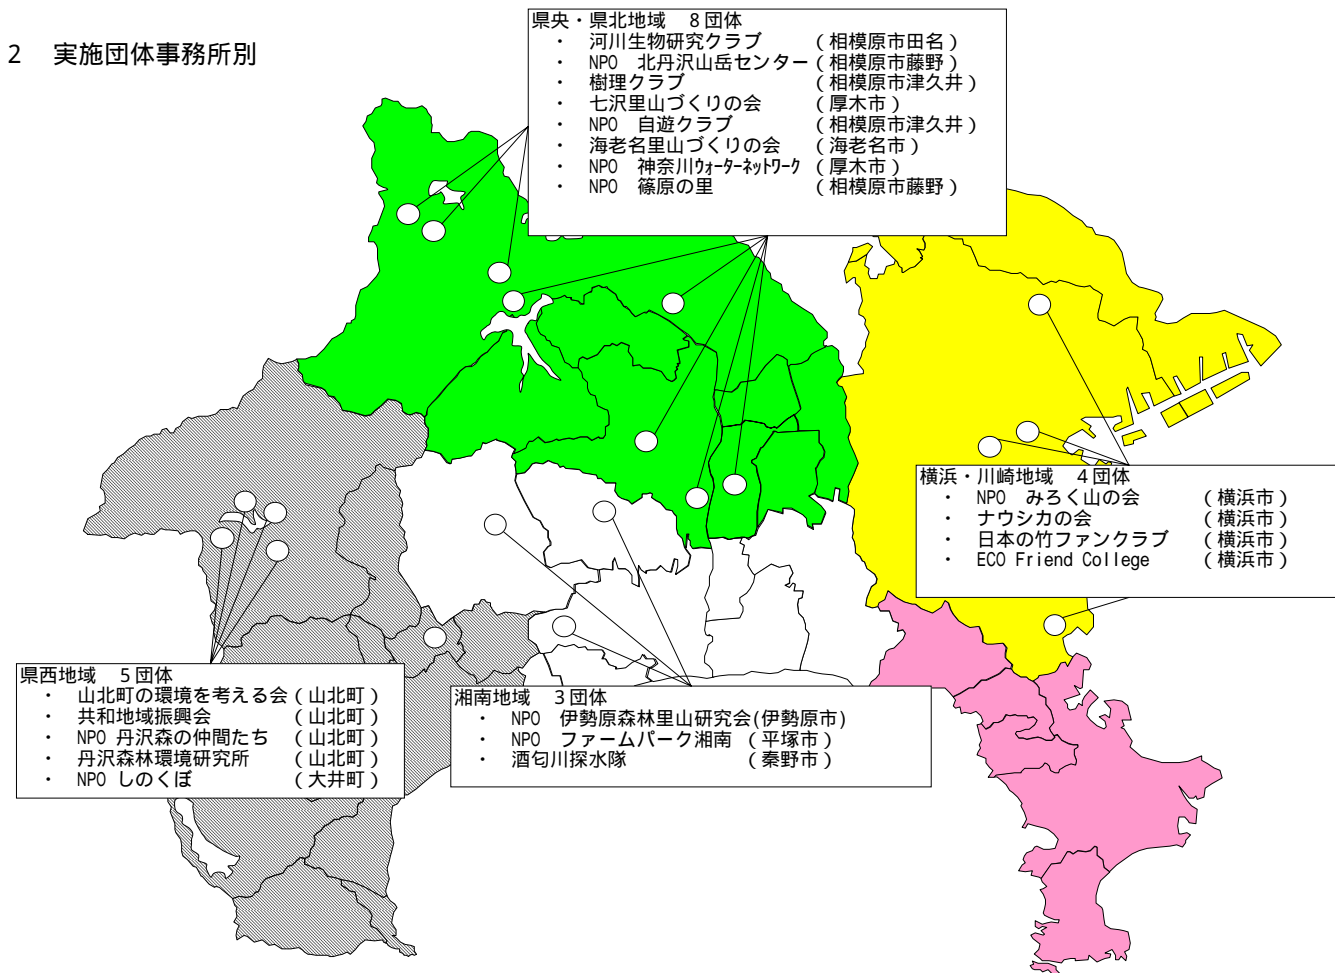 2 実施団体事務所別
県央・県北地域 8団体
・ 河川生物研究クラブ (相模原市田名)
・ NPO 北丹沢山岳センター (相模原市藤野)
・ 樹理クラブ (相模原市津久井)
・ 七沢里山づくりの会 (厚木市)
・ NPO 自遊クラブ (相模原市津久井)
・ 海老名里山づくりの会 (海老名市)
・ NPO 神奈川ウォーターネットワーク (厚木市)
・ NPO 篠原の里 (相模原市藤野)
横浜・川崎地域 4団体
・ NPO みろく山の会 (横浜市)
・ ナウシカの会 (横浜市)
・ 日本の竹ファンクラブ (横浜市)
・ ECO Friend College (横浜市)
県西地域 5団体
・ 山北町の環境を考える会 (山北町)
・ 共和地域振興会 (山北町)
・ NPO 丹沢森の仲間たち (山北町)
・ 丹沢森林環境研究所 (山北町)
・ NPO しのくぼ (大井町)
湘南地域 3団体
・ NPO 伊勢原森林里山研究会(伊勢原市)
・ NPO ファームパーク湘南 (平塚市)
・ 酒匂川探水隊 (秦野市)